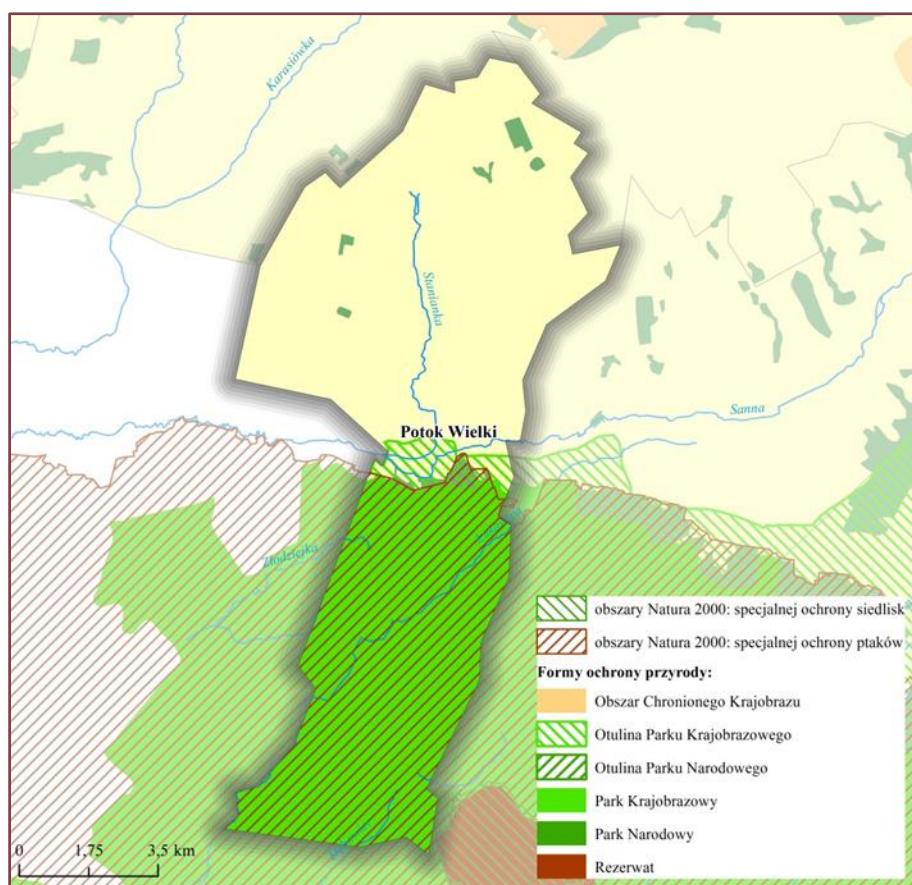 Karasiówka
Stanianka
Sanna
Potok Wielki
Złodziejka
obszary Natura 2000: specjalnej ochrony siedlisk
obszary Natura 2000: specjalnej ochrony ptaków
Formy ochrony przyrody:
Obszar Chronionego Krajobrazu
Otulina Parku Krajobrazowego
Otulina Parku Narodowego
Park Krajobrazowy
Park Narodowy
Rezerwat
0 1,75 3,5 km